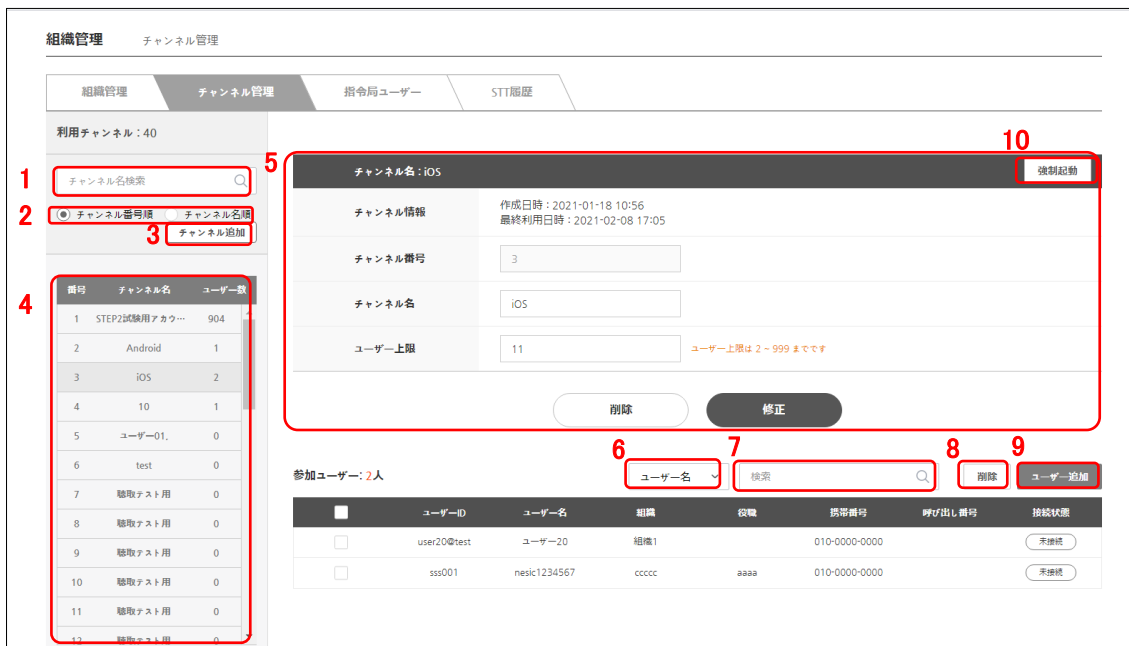 組織管理 チャンネル管理
組織管理 チャンネル管理 指令局ユーザー STT履歴
利用チャンネル : 40
1 チャンネル名検索
2 チャンネル番号順 チャンネル名順
3 チャンネル追加
4
番号 チャンネル名 ユーザー数
1 STEP2試験用アカウ… 904
2 Android 1
3 iOS 2
4 10 1
5 ユーザー01. 0
6 test 0
7 聴取テスト用 0
8 聴取テスト用 0
9 聴取テスト用 0
10 聴取テスト用 0
11 聴取テスト用 0
12 聴取テスト用 0
5
10
チャンネル名 : iOS 強制起動
チャンネル情報 作成日時 : 2021-01-18 10:56
最終利用日時 : 2021-02-08 17:05
チャンネル番号 3
チャンネル名 iOS
ユーザー上限 11 ユーザー上限は 2 ~ 999 までです
削除 修正
6 7 8 9
参加ユーザー: 2人 ユーザー名 検索 削除 ユーザー追加
ユーザーID ユーザー名 組織 役職 携帯番号 呼び出し番号 接続状態
user20@test ユーザー20 組織1 010-0000-0000 未接続
sss001 nesic1234567 ccccc aaaa 010-0000-0000 未接続